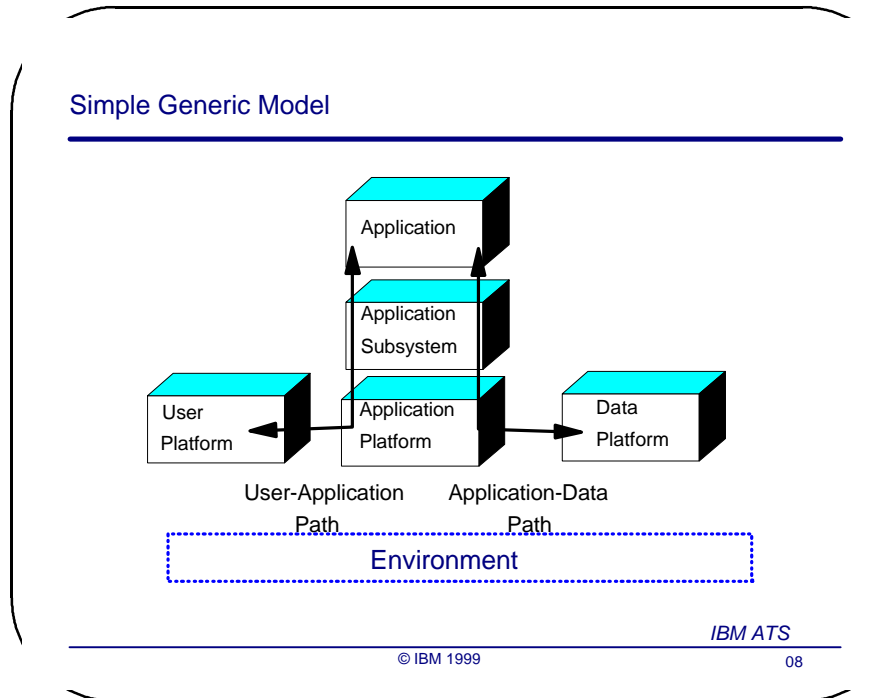 Simple Generic Model
Application
Application
Subsystem
User
Platform
Application
Platform
Data
Platform
User-Application
Path
Application-Data
Path
Environment
IBM ATS
© IBM 1999
08